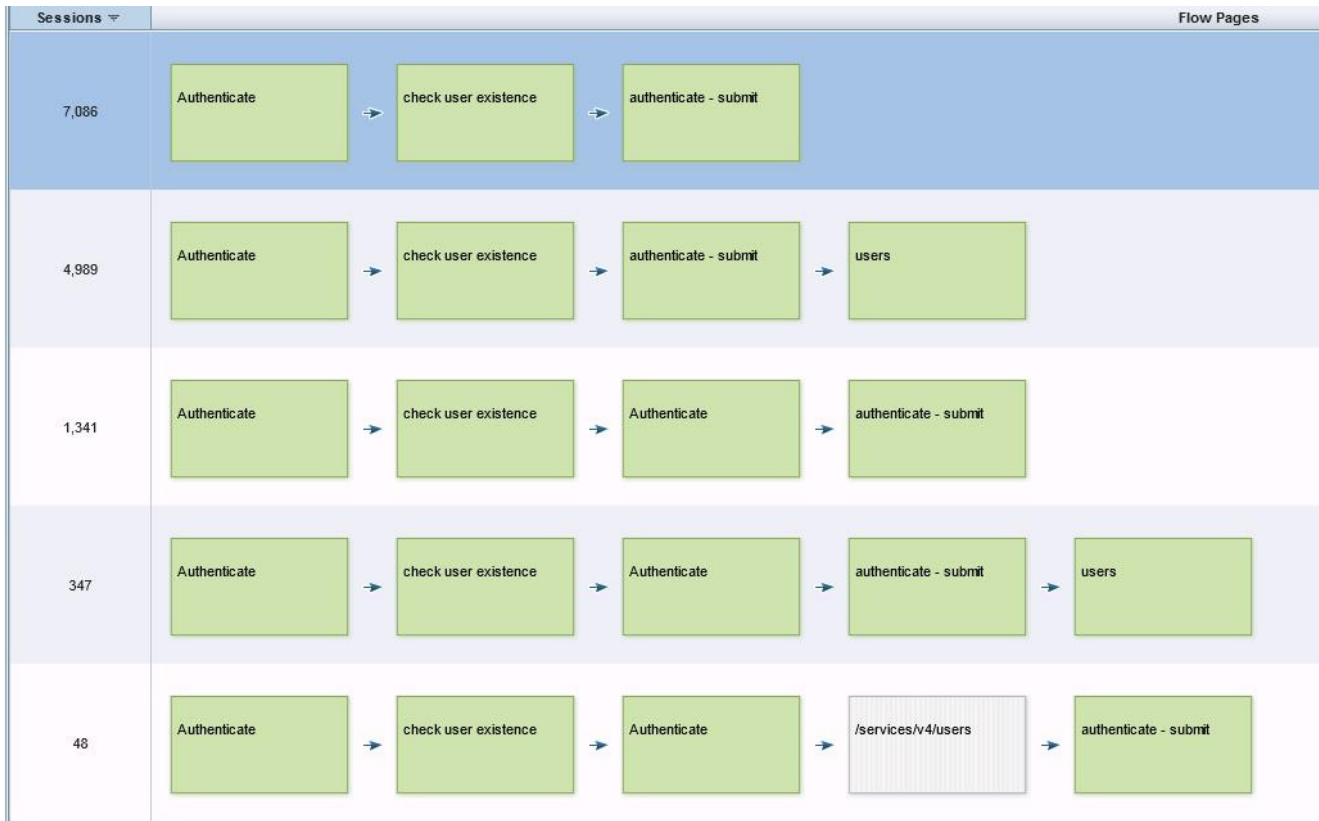 Sessions
Flow Pages
7,086
Authenticate
check user existence
authenticate - submit
4,989
Authenticate
check user existence
authenticate - submit
users
1,341
Authenticate
check user existence
Authenticate
authenticate - submit
347
Authenticate
check user existence
Authenticate
authenticate - submit
users
48
Authenticate
check user existence
Authenticate
/services/v4/users
authenticate - submit